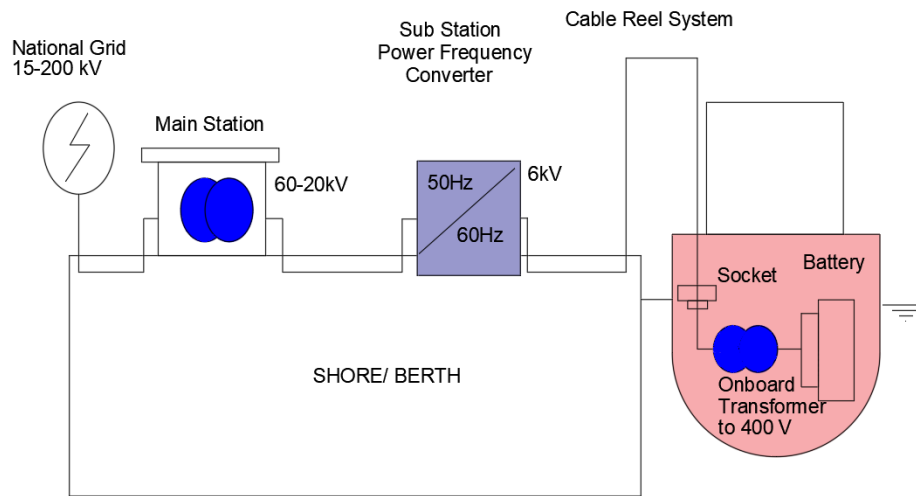 National Grid
15-200 kV
Main Station
60-20kV
Sub Station
Power Frequency
Converter
50Hz
60Hz
6kV
Cable Reel System
Socket
Battery
Onboard
Transformer
to 400 V
SHORE/ BERTH